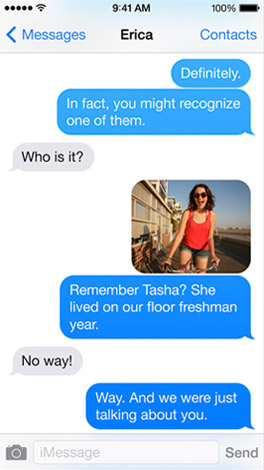 9:41 AM 100%
Messages Erica Contacts
Definitely.
In fact, you might recognize
one of them.
Who is it?
Remember Tasha? She
lived on our floor freshman
year.
No way!
Way. And we were just
talking about you.
iMessage Send